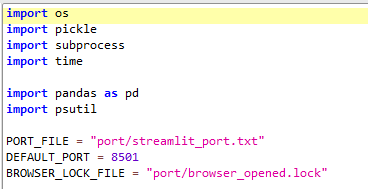 import os
import pickle
import subprocess
import time
import pandas as pd
import psutil
PORT_FILE = "port/streamlit_port.txt"
DEFAULT_PORT = 8501
BROWSER_LOCK_FILE = "port/browser_opened.lock"